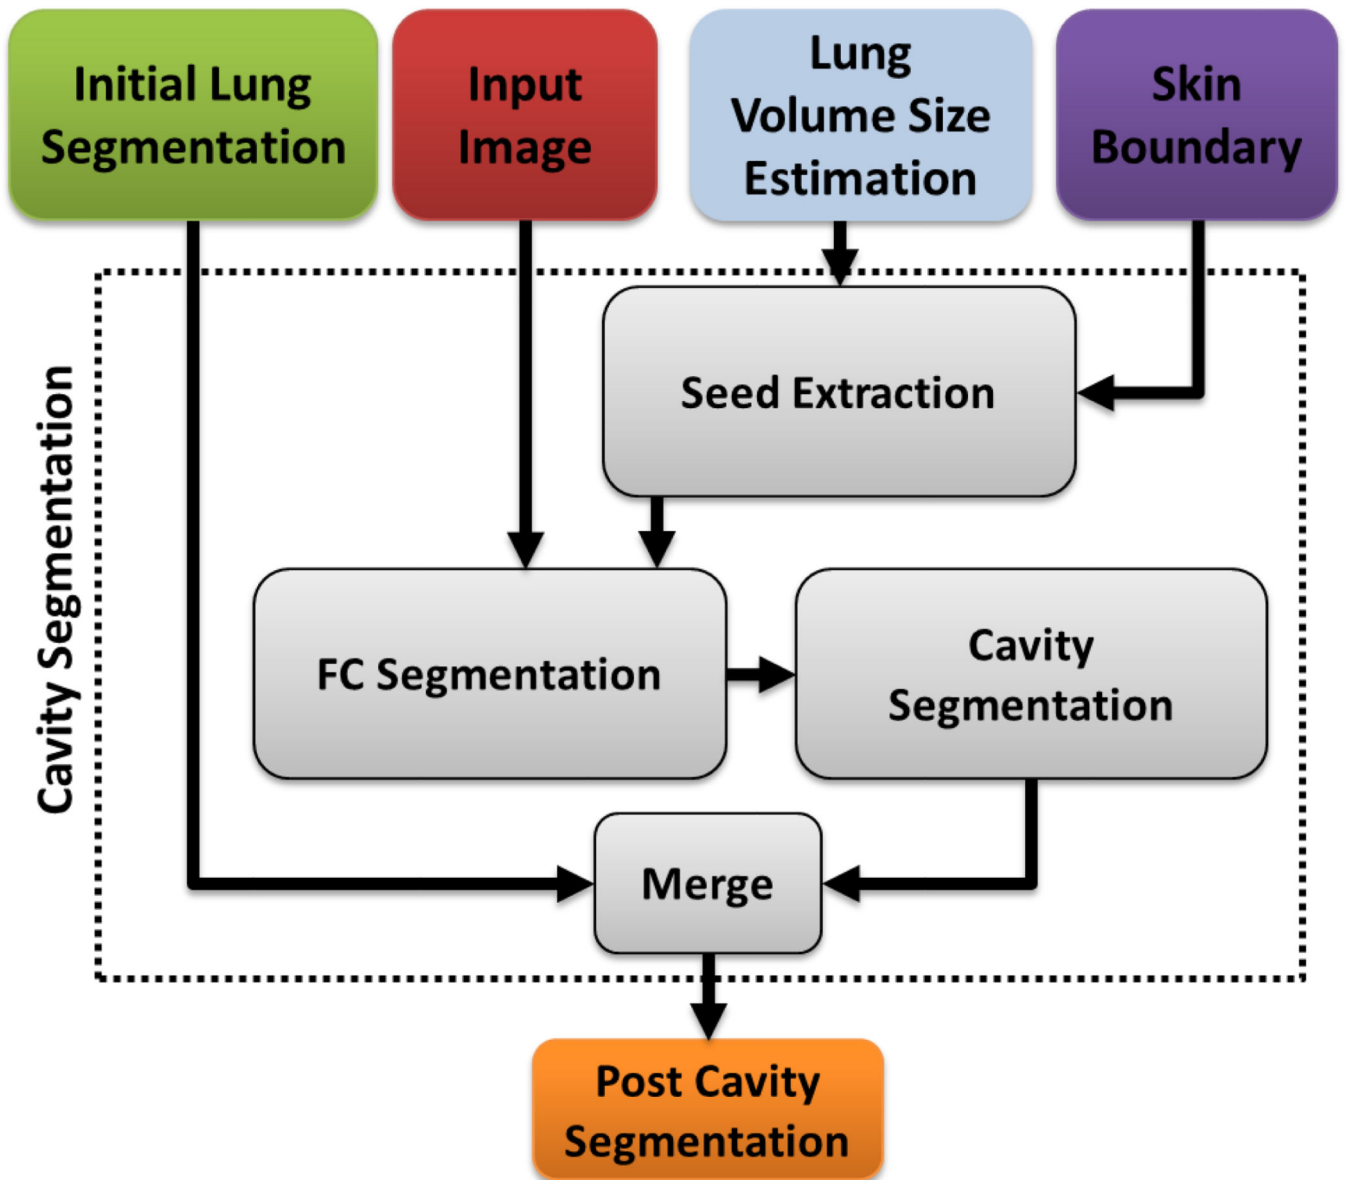 Initial Lung
Segmentation
Input
Image
Lung
Volume Size
Estimation
Skin
Boundary
Cavity Segmentation
Seed Extraction
FC Segmentation
Cavity
Segmentation
Merge
Post Cavity
Segmentation